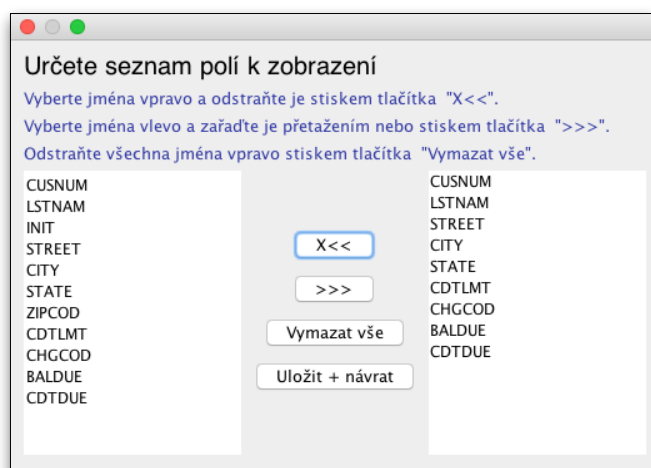 Určete seznam polí k zobrazení
Vyberte jména vpravo a odstraňte je stiskem tlačítka "X<<".
Vyberte jména vlevo a zařaďte je přetažením nebo stiskem tlačítka ">>>".
Odstraňte všechna jména vpravo stiskem tlačítka "Vymazat vše".
CUSNUM
LSTNAM
INIT
STREET
CITY
STATE
ZIPCOD
CDTLMT
CHGCOD
BALDUE
CDTDUE
X<<
>>>
Vymazat vše
Uložit + návrat
CUSNUM
LSTNAM
STREET
CITY
STATE
CDTLMT
CHGCOD
BALDUE
CDTDUE